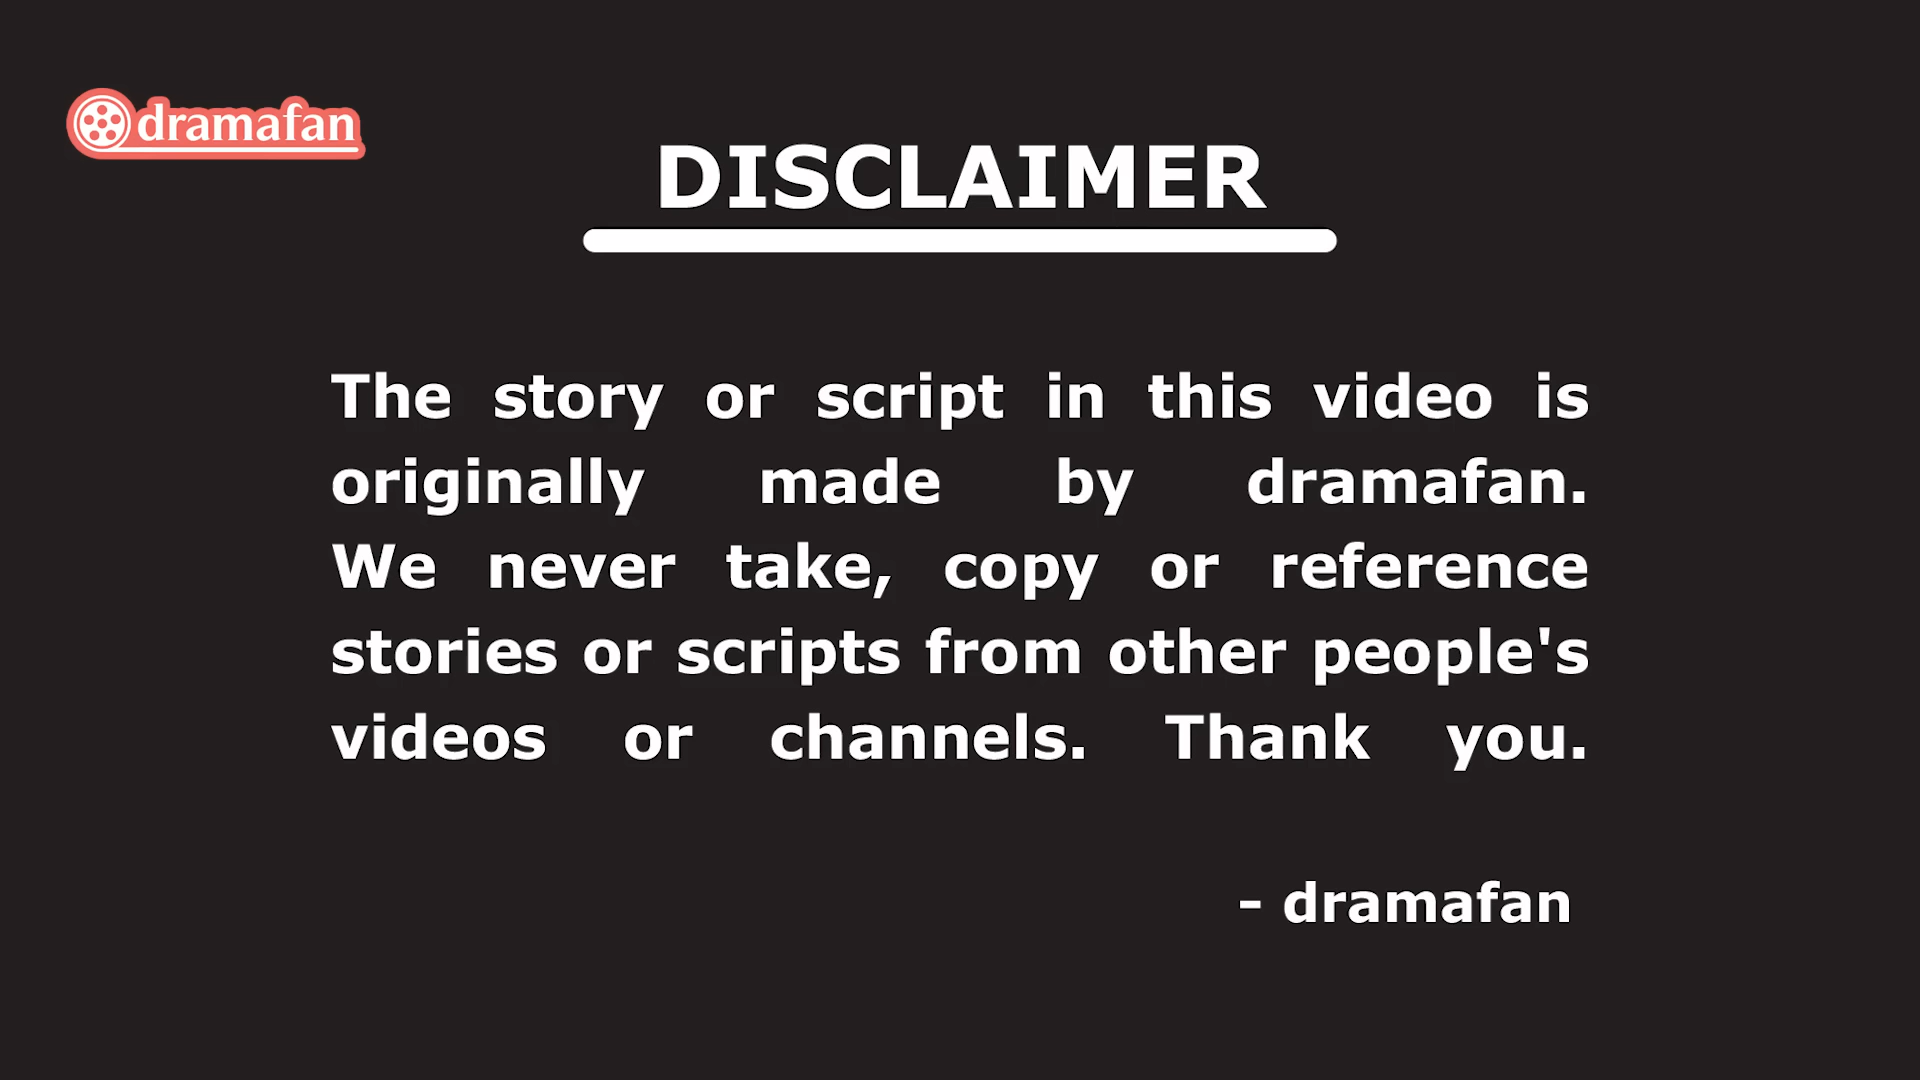 dramafan
DISCLAIMER
The story or script in this video is
originally made by dramafan.
We never take, copy or reference
stories or scripts from other people's
videos or channels. Thank you.
- dramafan